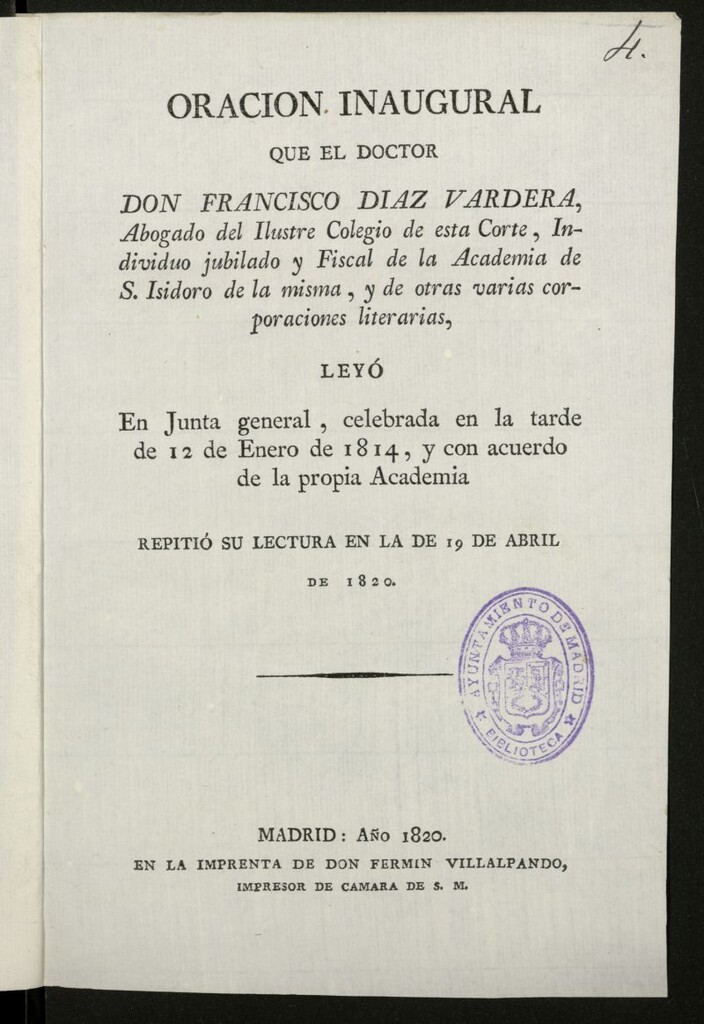 4.
ORACION INAUGURAL
QUE EL DOCTOR
DON FRANCISCO DIAZ VARDERA,
Abogado del Ilustre Colegio de esta Corte, In-
dividuo jubilado y Fiscal de la Academia de
S. Isidoro de la misma, y de otras varias cor-
poraciones literarias,
LEYÓ
En Junta general, celebrada en la tarde
de 12 de Enero de 1814, y con acuerdo
de la propia Academia
REPITIÓ SU LECTURA EN LA DE 19 DE ABRIL
DE 1820.
AYUNTAMIENTO DE MADRID
BIBLIOTECA
MADRID: Año 1820.
EN LA IMPRENTA DE DON FERMIN VILLALPANDO,
IMPRESOR DE CAMARA DE S. M.